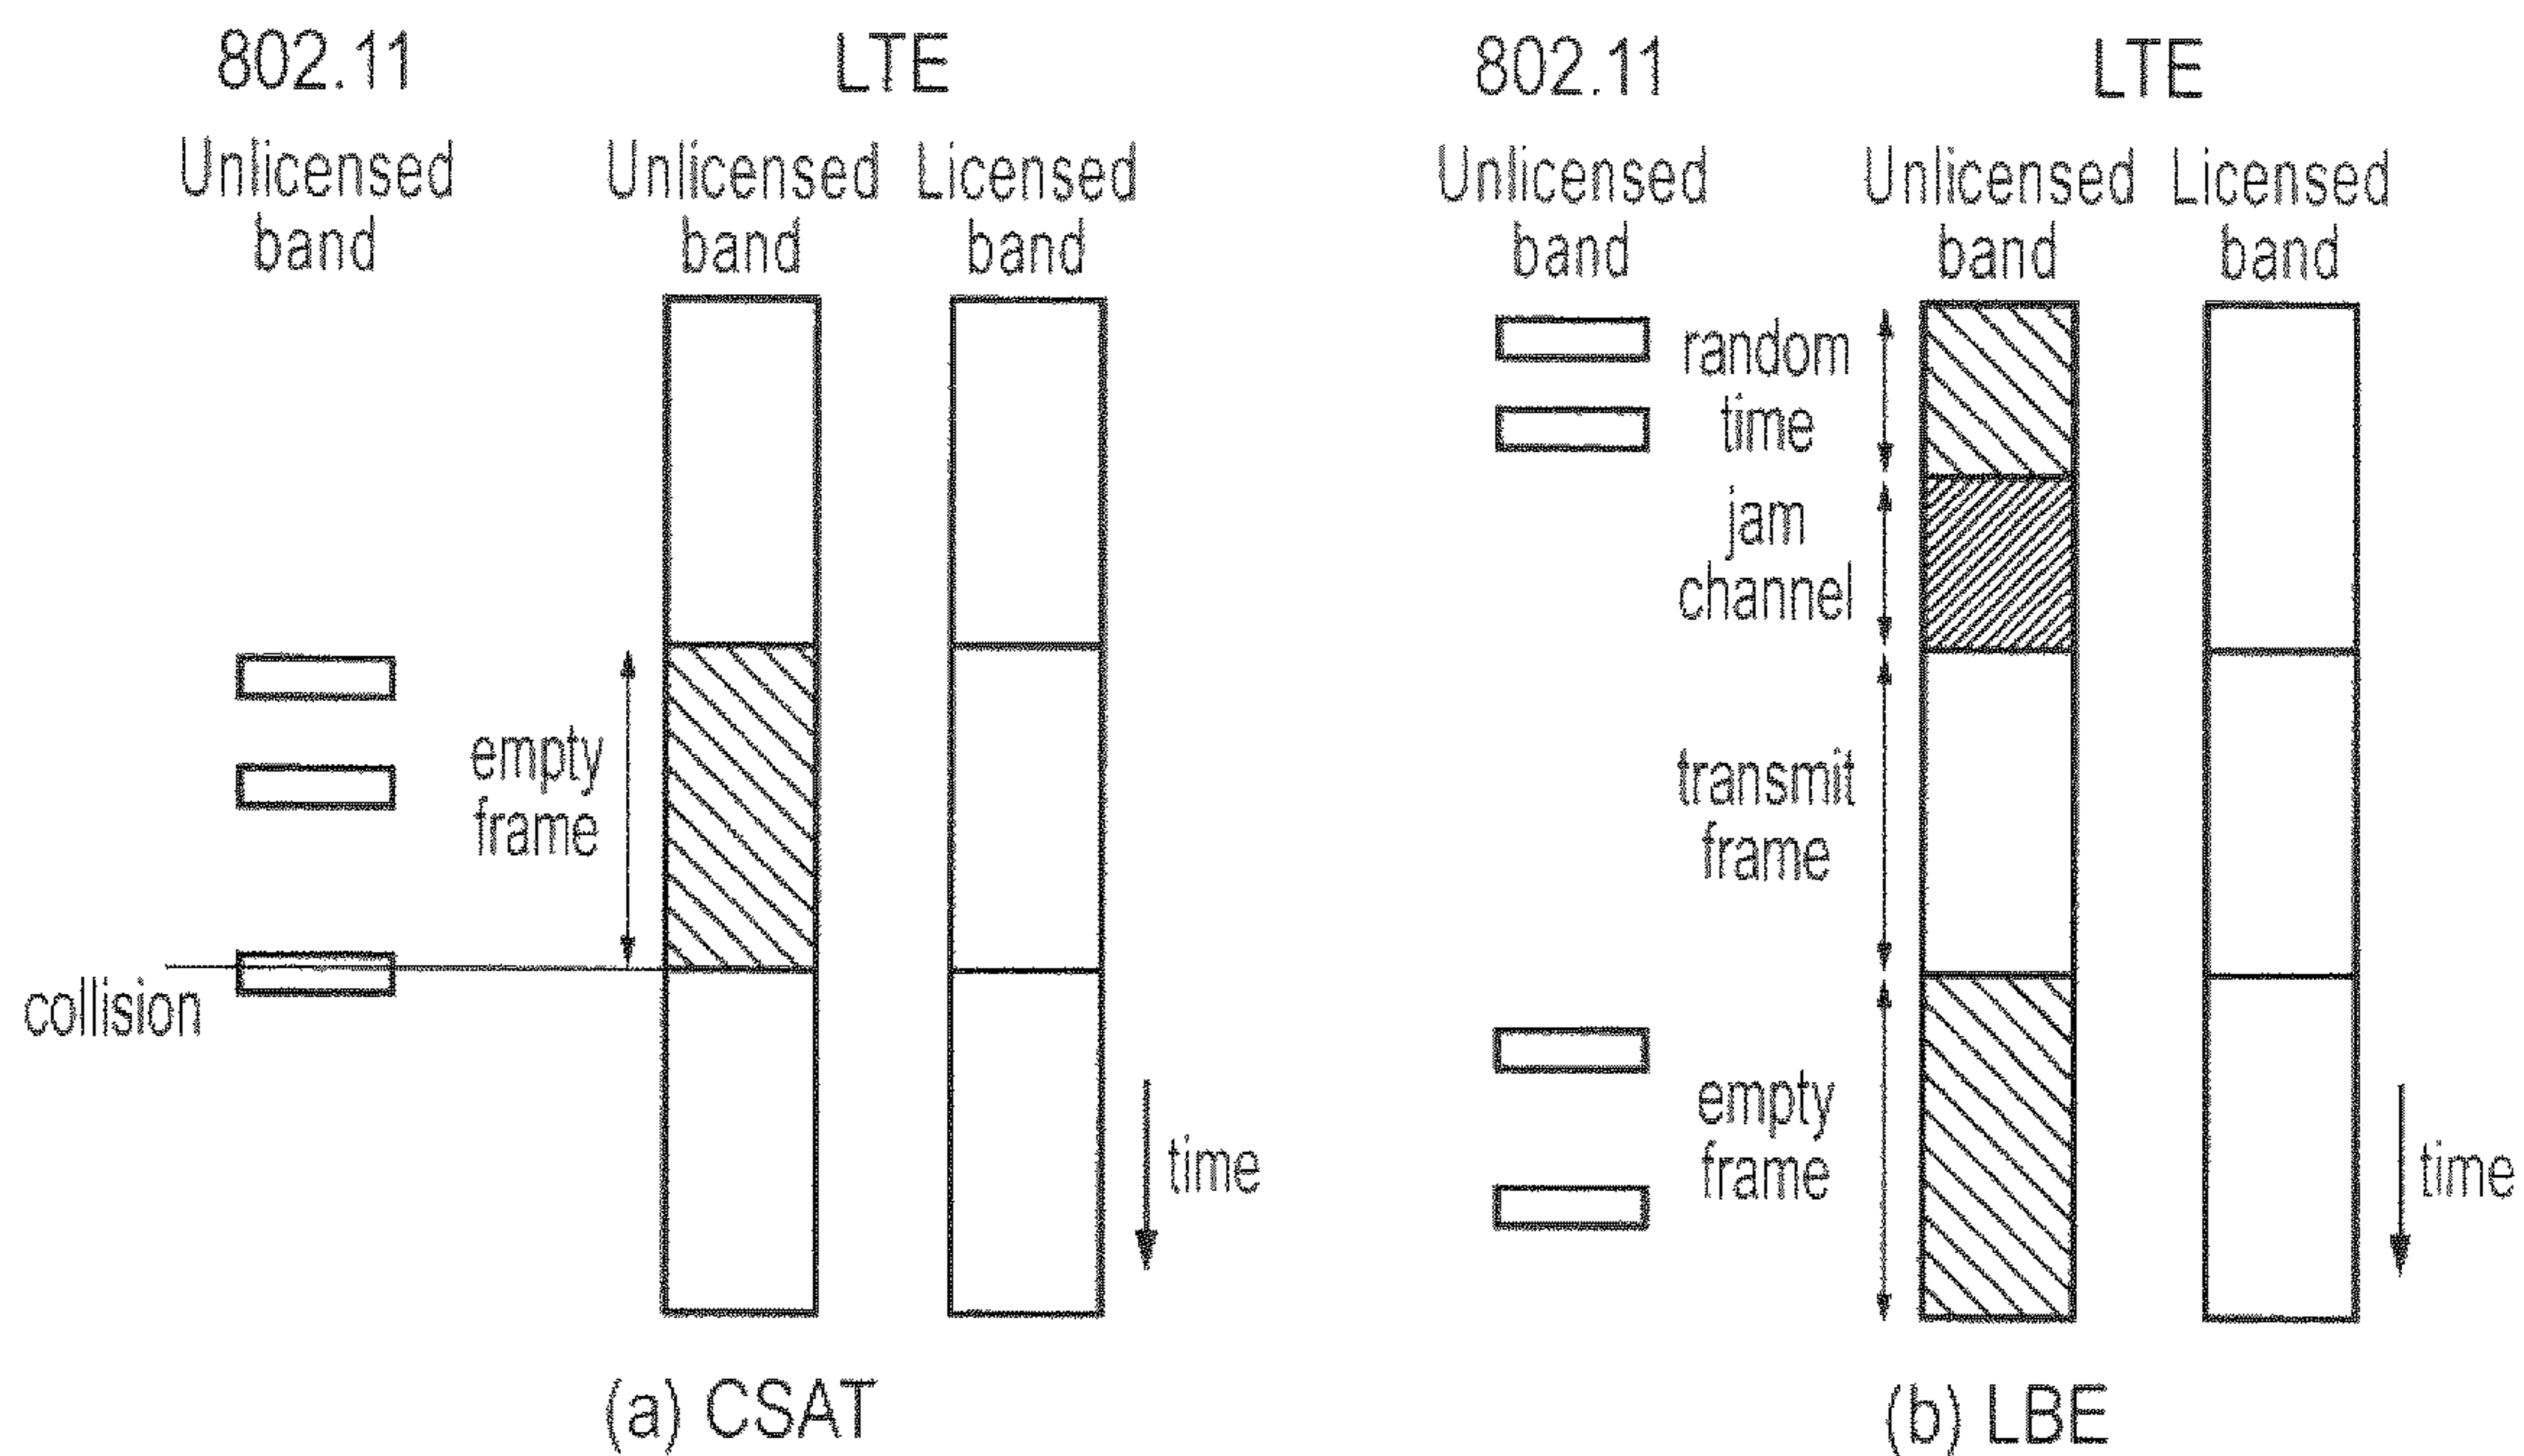 802.11
LTE
Unlicensed
band
Unlicensed
band
Licensed
band
empty
frame
collision
time
(a) CSAT
802.11
LTE
Unlicensed
band
Unlicensed
band
Licensed
band
random
time
jam
channel
transmit
frame
empty
frame
time
(b) LBE